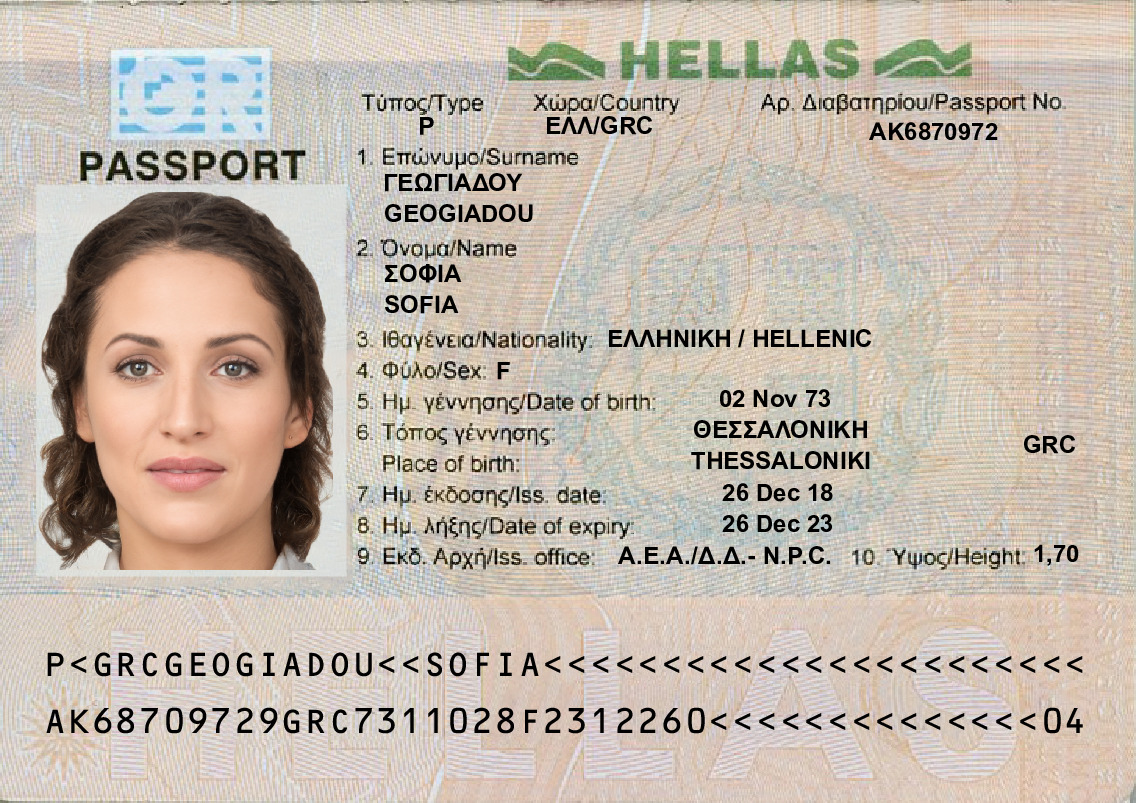 GR
HELLAS
PASSPORT
Τύπος/Type Χώρα/Country Αρ. Διαβατηρίου/Passport No.
P ΕΛΛ/GRC AK6870972
1. Επώνυμο/Surname
ΓΕΩΓΙΑΔΟΥ
GEOGIADOU
2. Όνομα/Name
ΣΟΦΙΑ
SOFIA
3. Ιθαγένεια/Nationality: ΕΛΛΗΝΙΚΗ / HELLENIC
4. Φύλο/Sex: F
5. Ημ. γέννησης/Date of birth: 02 Nov 73
6. Τόπος γέννησης: ΘΕΣΣΑΛΟΝΙΚΗ
Place of birth: THESSALONIKI GRC
7. Ημ. έκδοσης/Iss. date: 26 Dec 18
8. Ημ. λήξης/Date of expiry: 26 Dec 23
9. Εκδ. Αρχή/Iss. office: Α.Ε.Α./Δ.Δ.- N.P.C. 10. Ύψος/Height: 1,70
HELLAS
P<GRCGEOGIADOU<<SOFIA<<<<<<<<<<<<<<<<<<<<<<<
AK68709729GRC7311028F2312260<<<<<<<<<<<<<<04